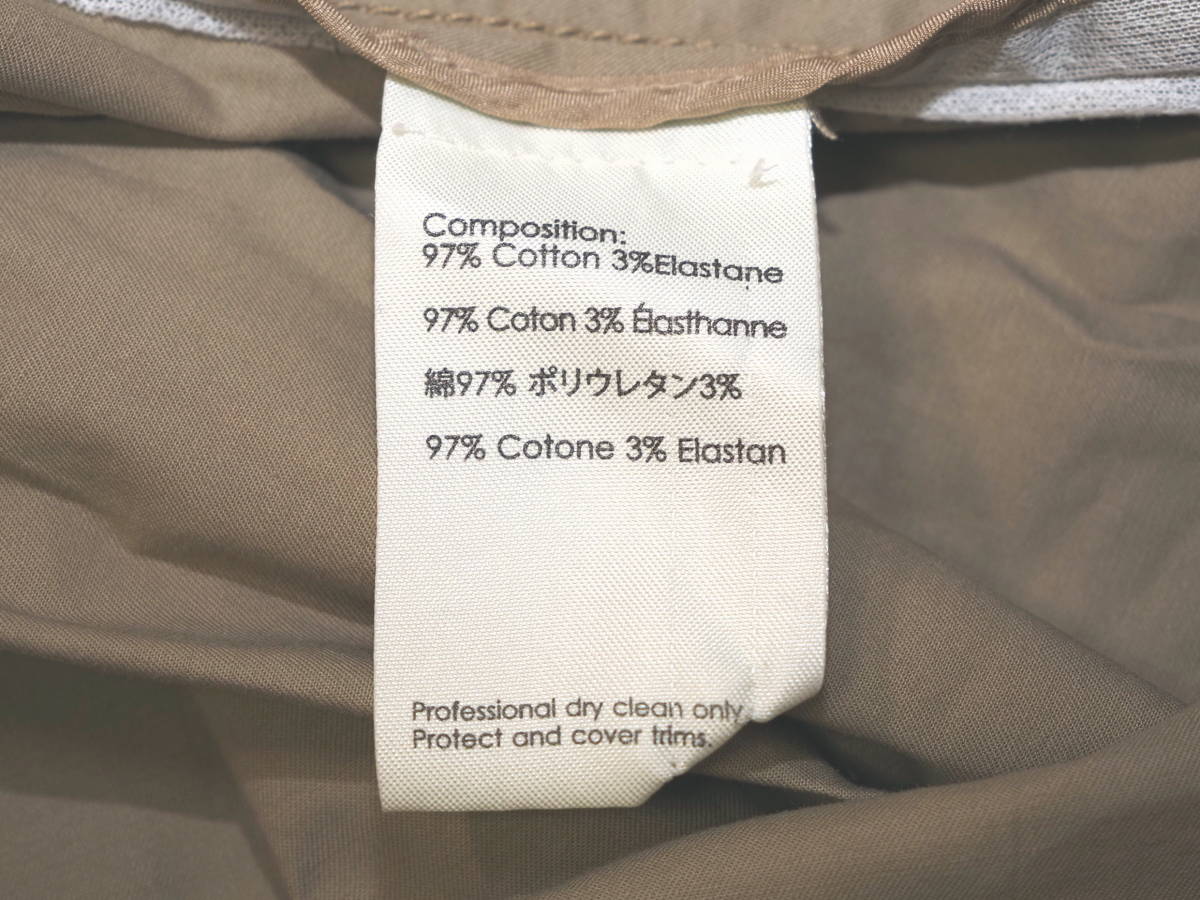 Composition:
97% Cotton 3%Elastane
97% Coton 3% Élasthanne
綿97% ポリウレタン3%
97% Cotone 3% Elastan
Professional dry clean only
Protect and cover trims.